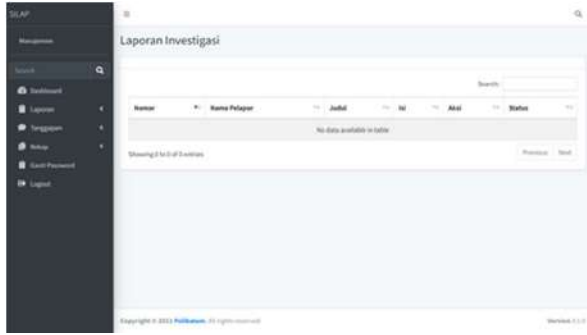 SILAP
Laporan Investigasi
Manajemen
Search
Search:
Dashboard
Laporan
Nomor Nama Pelapor Judul Isi Aksi Status
Tanggapan
No data available in table
Rekap
Showing 0 to 0 of 0 entries
Previous Next
Ganti Password
Logout
Copyright © 2022 Polibatam. All rights reserved
Version